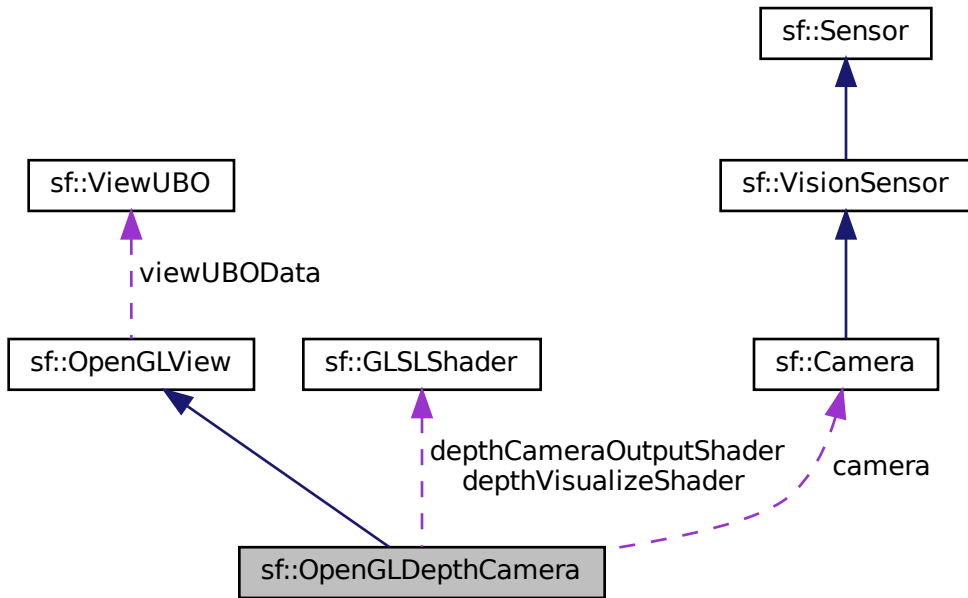 sf::Sensor
sf::ViewUBO
sf::VisionSensor
viewUBOData
sf::OpenGLView
sf::GLSLShader
sf::Camera
depthCameraOutputShader
depthVisualizeShader
camera
sf::OpenGLDepthCamera